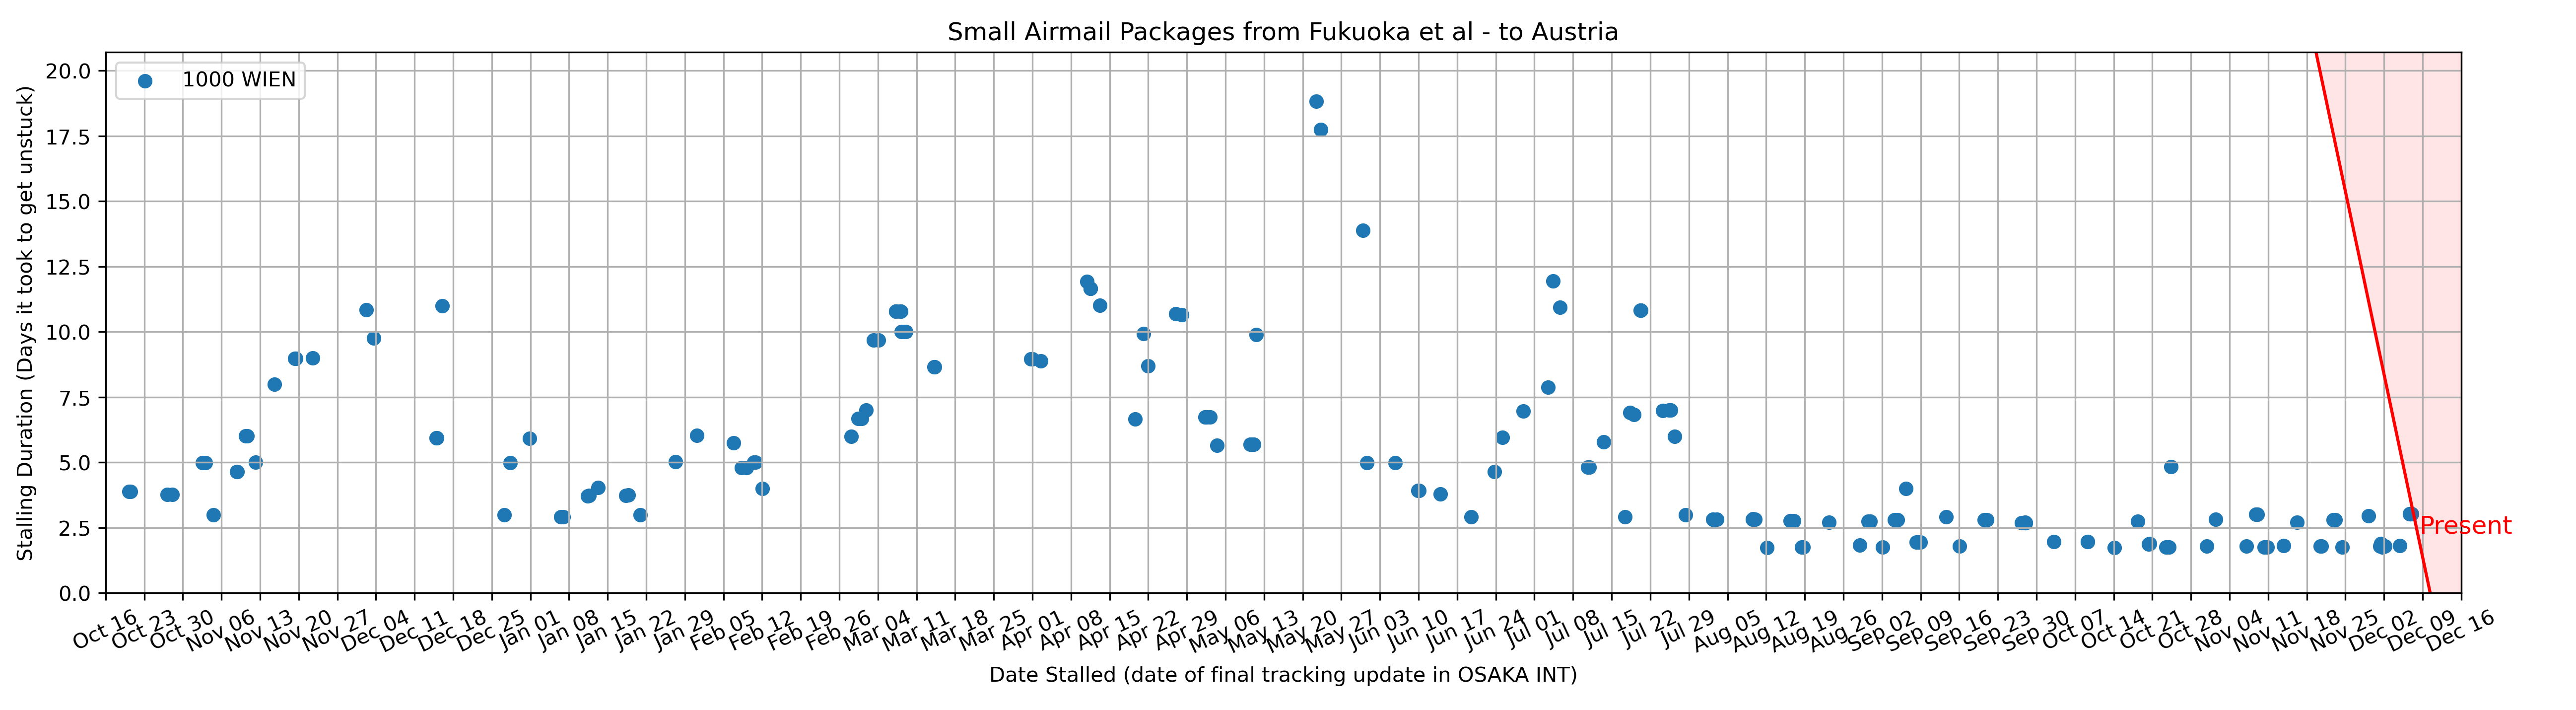 Small Airmail Packages from Fukuoka et al - to Austria
1000 WIEN
Stalling Duration (Days it took to get unstuck)
20.0
17.5
15.0
12.5
10.0
7.5
5.0
2.5
0.0
Present
Oct 16
Oct 23
Oct 30
Nov 06
Nov 13
Nov 20
Nov 27
Dec 04
Dec 11
Dec 18
Dec 25
Jan 01
Jan 08
Jan 15
Jan 22
Jan 29
Feb 05
Feb 12
Feb 19
Feb 26
Mar 04
Mar 11
Mar 18
Mar 25
Apr 01
Apr 08
Apr 15
Apr 22
Apr 29
May 06
May 13
May 20
May 27
Jun 03
Jun 10
Jun 17
Jun 24
Jul 01
Jul 08
Jul 15
Jul 22
Jul 29
Aug 05
Aug 12
Aug 19
Aug 26
Sep 02
Sep 09
Sep 16
Sep 23
Sep 30
Oct 07
Oct 14
Oct 21
Oct 28
Nov 04
Nov 11
Nov 18
Nov 25
Dec 02
Dec 09
Dec 16
Date Stalled (date of final tracking update in OSAKA INT)